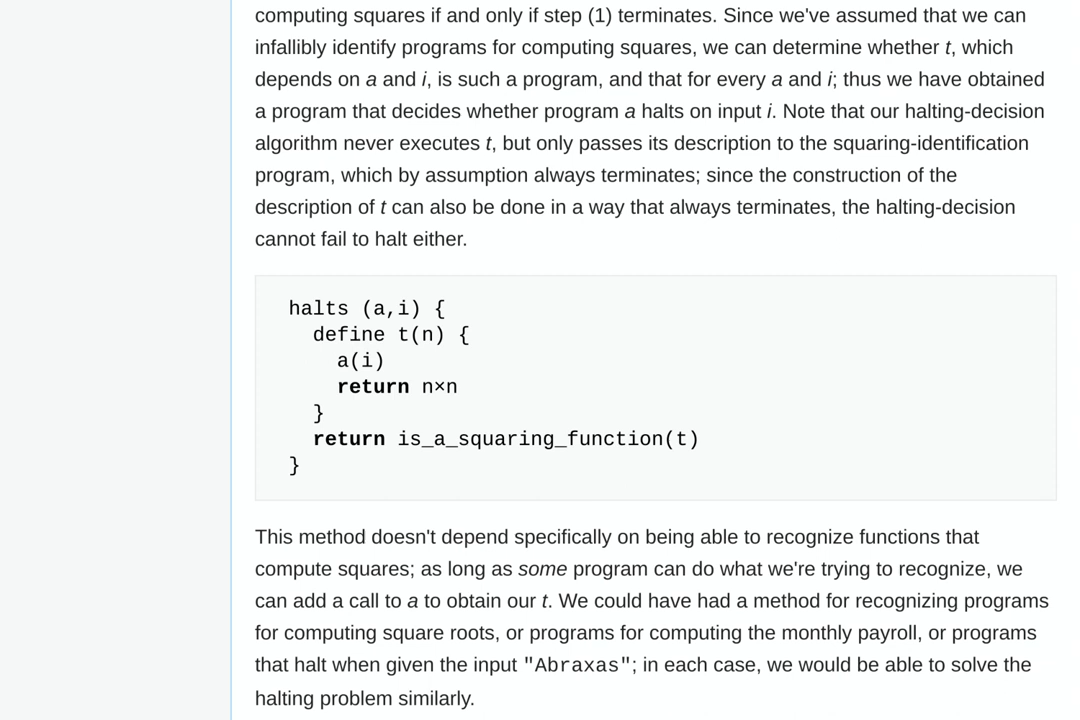 computing squares if and only if step (1) terminates. Since we've assumed that we can
infallibly identify programs for computing squares, we can determine whether t, which
depends on a and i, is such a program, and that for every a and i; thus we have obtained
a program that decides whether program a halts on input i. Note that our halting-decision
algorithm never executes t, but only passes its description to the squaring-identification
program, which by assumption always terminates; since the construction of the
description of t can also be done in a way that always terminates, the halting-decision
cannot fail to halt either.
halts (a,i) {
  define t(n) {
    a(i)
    return n×n
  }
  return is_a_squaring_function(t)
}
This method doesn't depend specifically on being able to recognize functions that
compute squares; as long as some program can do what we're trying to recognize, we
can add a call to a to obtain our t. We could have had a method for recognizing programs
for computing square roots, or programs for computing the monthly payroll, or programs
that halt when given the input "Abraxas"; in each case, we would be able to solve the
halting problem similarly.